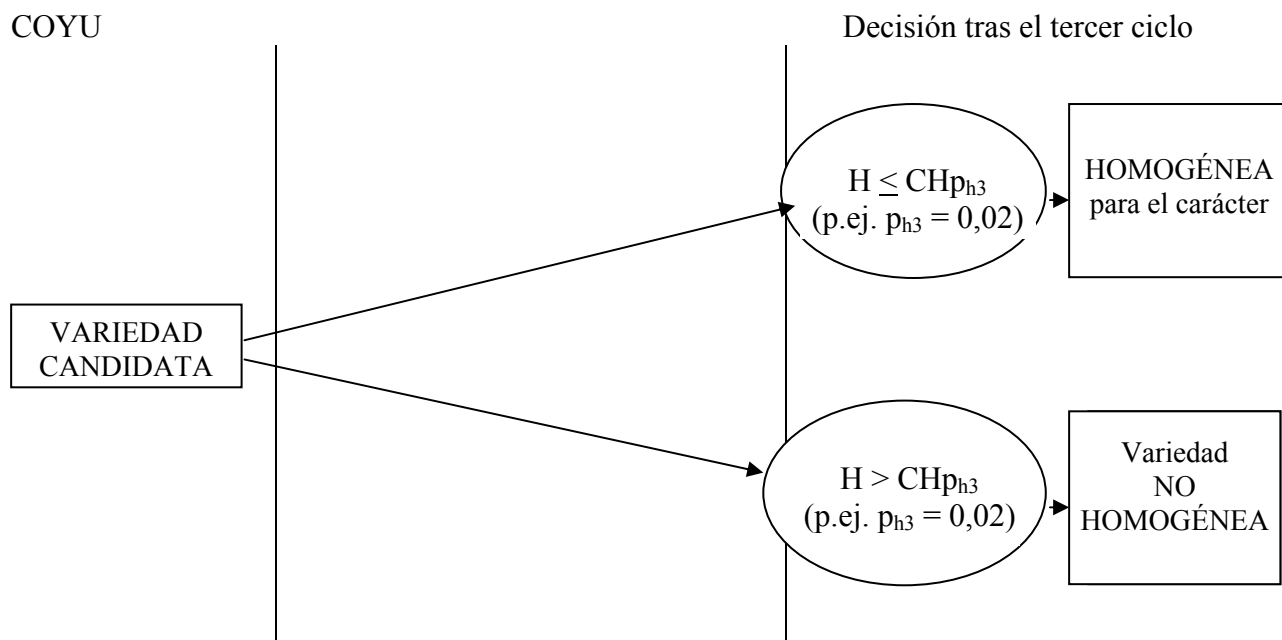 COYU
Decisión tras el tercer ciclo
H ≤ CHp_h3
(p.ej. p_h3 = 0,02)
HOMOGÉNEA
para el carácter
VARIEDAD
CANDIDATA
H > CHp_h3
(p.ej. p_h3 = 0,02)
Variedad
NO
HOMOGÉNEA